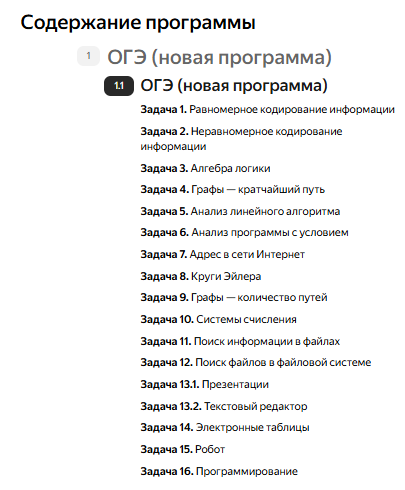 Содержание программы
1 ОГЭ (новая программа)
1.1 ОГЭ (новая программа)
Задача 1. Равномерное кодирование информации
Задача 2. Неравномерное кодирование
информации
Задача 3. Алгебра логики
Задача 4. Графы — кратчайший путь
Задача 5. Анализ линейного алгоритма
Задача 6. Анализ программы с условием
Задача 7. Адрес в сети Интернет
Задача 8. Круги Эйлера
Задача 9. Графы — количество путей
Задача 10. Системы счисления
Задача 11. Поиск информации в файлах
Задача 12. Поиск файлов в файловой системе
Задача 13.1. Презентации
Задача 13.2. Текстовый редактор
Задача 14. Электронные таблицы
Задача 15. Робот
Задача 16. Программирование